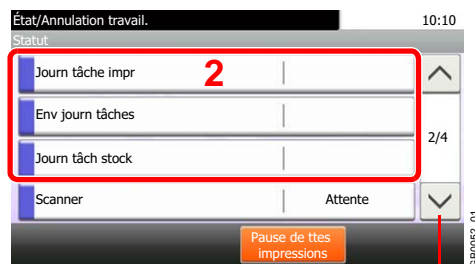 État/Annulation travail. 10:10
Statut
Journ tâche impr 2
Env journ tâches
2/4
Journ tâch stock
Scanner Attente
Pause de ttes
impressions